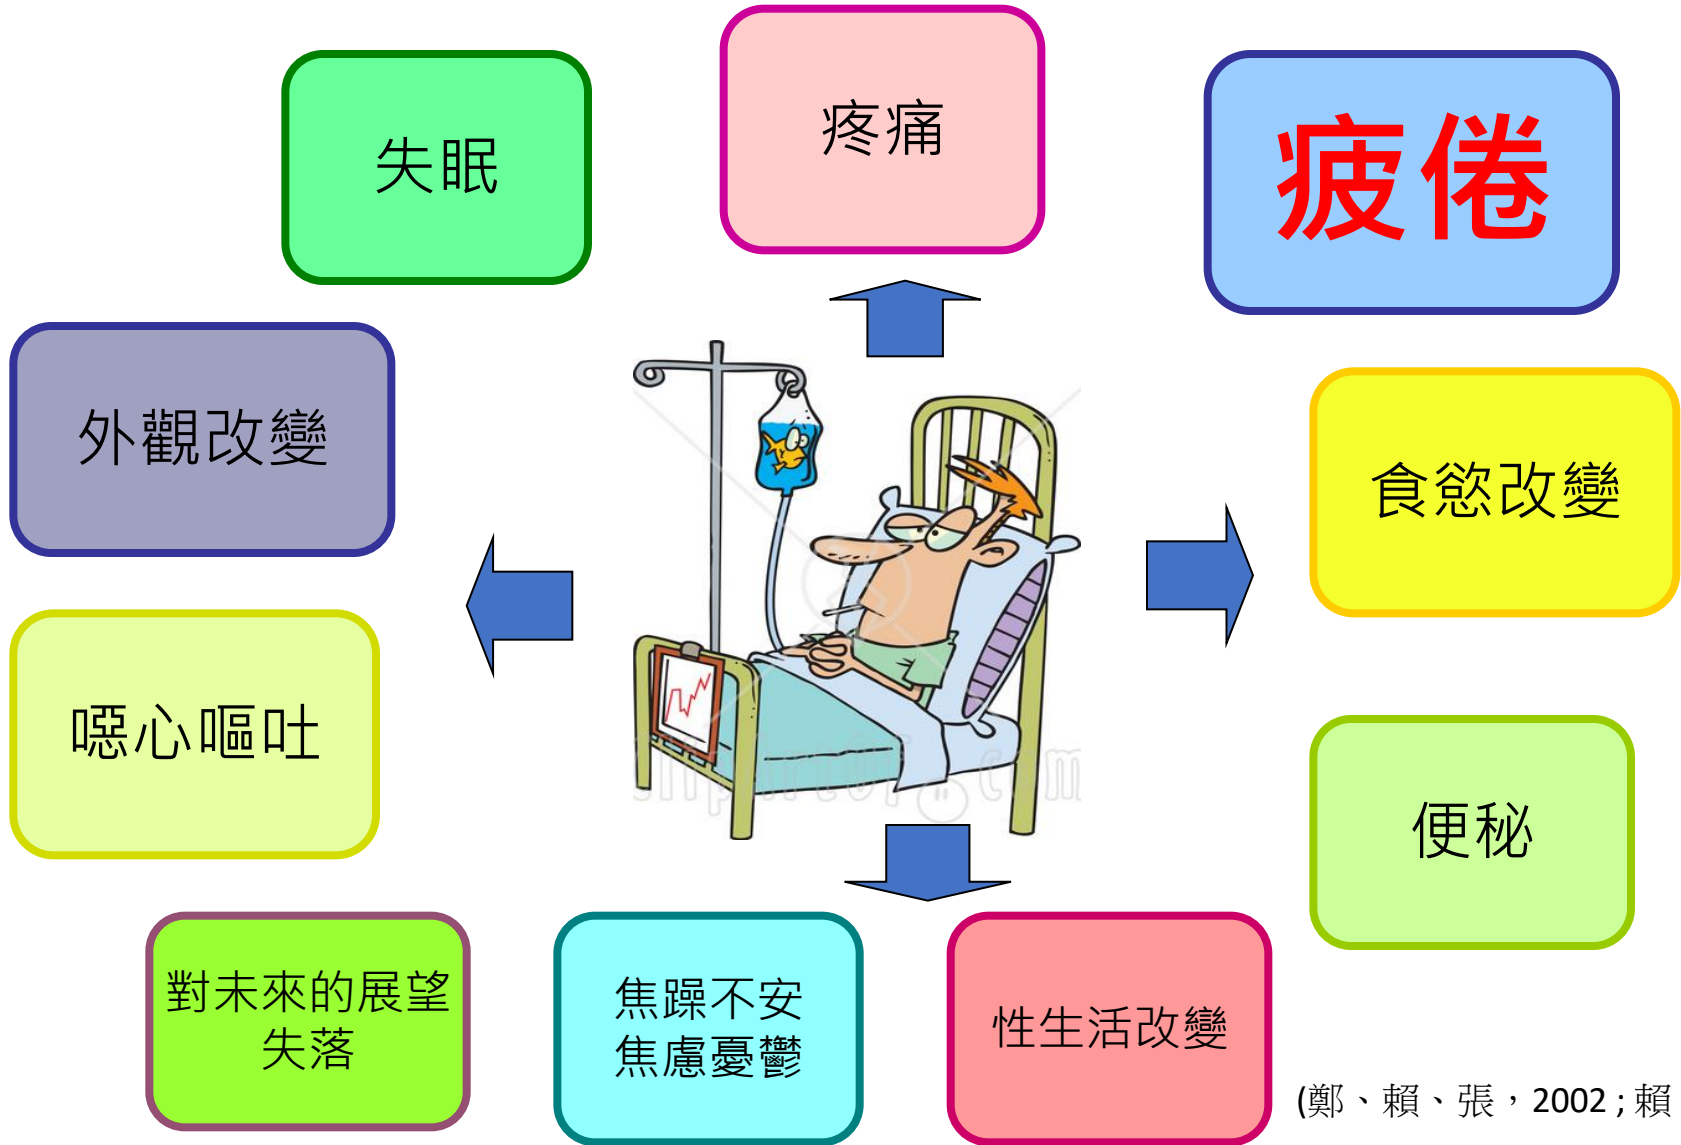 疼痛
失眠
疲倦
外觀改變
食慾改變
噁心嘔吐
便秘
對未來的展望
失落
焦躁不安
焦慮憂鬱
性生活改變
(鄭、賴、張，2002 ; 賴